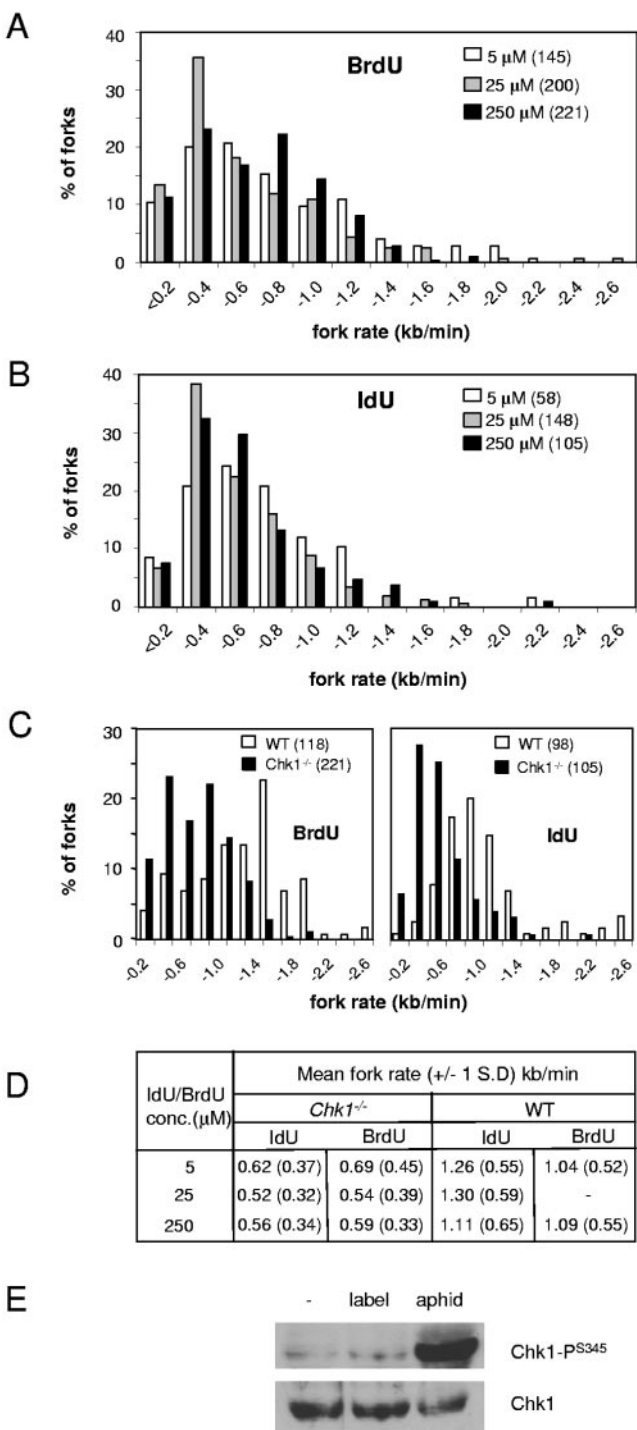 A
BrdU
5 µM (145)
25 µM (200)
250 µM (221)
40
30
20
10
0
% of forks
<0.2
-0.4
-0.6
-0.8
-1.0
-1.2
-1.4
-1.6
-1.8
-2.0
-2.2
-2.4
-2.6
fork rate (kb/min)
B
IdU
5 µM (58)
25 µM (148)
250 µM (105)
40
30
20
10
0
% of forks
<0.2
-0.4
-0.6
-0.8
-1.0
-1.2
-1.4
-1.6
-1.8
-2.0
-2.2
-2.4
-2.6
fork rate (kb/min)
C
WT (118)
Chk1-/- (221)
BrdU
WT (98)
Chk1-/- (105)
IdU
30
20
10
0
% of forks
-0.2
-0.6
-1.0
-1.4
-1.8
-2.2
-2.6
-0.2
-0.6
-1.0
-1.4
-1.8
-2.2
-2.6
fork rate (kb/min)
D
IdU/BrdU conc.(µM)
Mean fork rate (+/- 1 S.D) kb/min
Chk1-/- WT
IdU BrdU IdU BrdU
5 0.62 (0.37) 0.69 (0.45) 1.26 (0.55) 1.04 (0.52)
25 0.52 (0.32) 0.54 (0.39) 1.30 (0.59) -
250 0.56 (0.34) 0.59 (0.33) 1.11 (0.65) 1.09 (0.55)
E
- label aphid
Chk1-PS345
Chk1